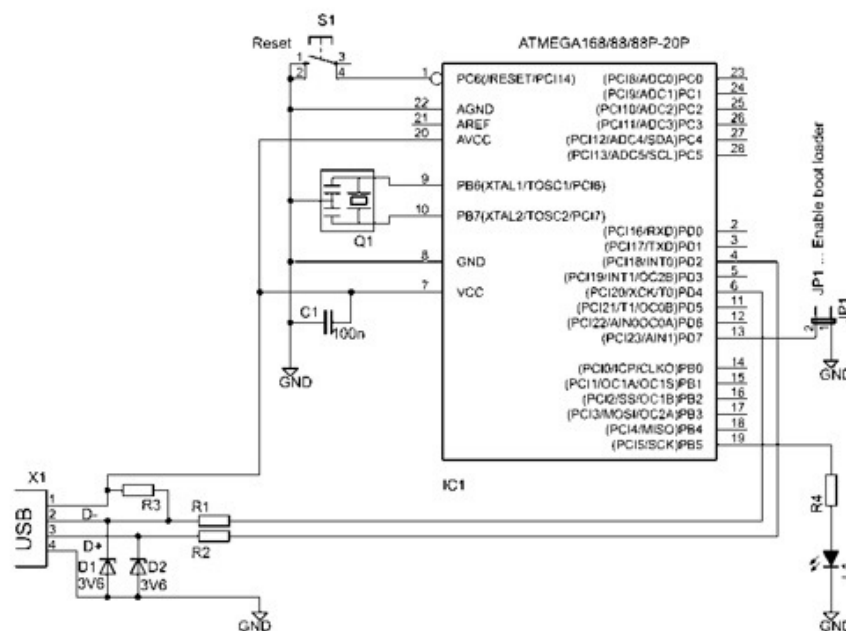 S1
Reset
1 3
2 4
ATMEGA168/88/88P-20P
1 PC6(/RESET/PCI14)
22 AGND
21 AREF
20 AVCC
9 PB6(XTAL1/TOSC1/PCI6)
10 PB7(XTAL2/TOSC2/PCI7)
Q1
8 GND
7 VCC
C1
100n
GND
(PCI8/ADC0)PC0 23
(PCI9/ADC1)PC1 24
(PCI10/ADC2)PC2 25
(PCI11/ADC3)PC3 26
(PCI12/ADC4/SDA)PC4 27
(PCI13/ADC5/SCL)PC5 28
(PCI16/RXD)PD0 2
(PCI17/TXD)PD1 3
(PCI18/INT0)PD2 4
(PCI19/INT1/OC2B)PD3 5
(PCI20/XCK/T0)PD4 6
(PCI21/T1/OC0B)PD5 11
(PCI22/AIN0OC0A)PD6 12
(PCI23/AIN1)PD7 13
(PCI0/ICP/CLKO)PB0 14
(PCI1/OC1A/OC1S)PB1 15
(PCI2/SS/OC1B)PB2 16
(PCI3/MOSI/OC2A)PB3 17
(PCI4/MISO)PB4 18
(PCI5/SCK)PB5 19
IC1
JP1 ... Enable boot loader
JP1
2 1
GND
X1
USB
1
2 D-
3 D+
4
R3
R1
R2
D1
3V6
D2
3V6
GND
R4
GND